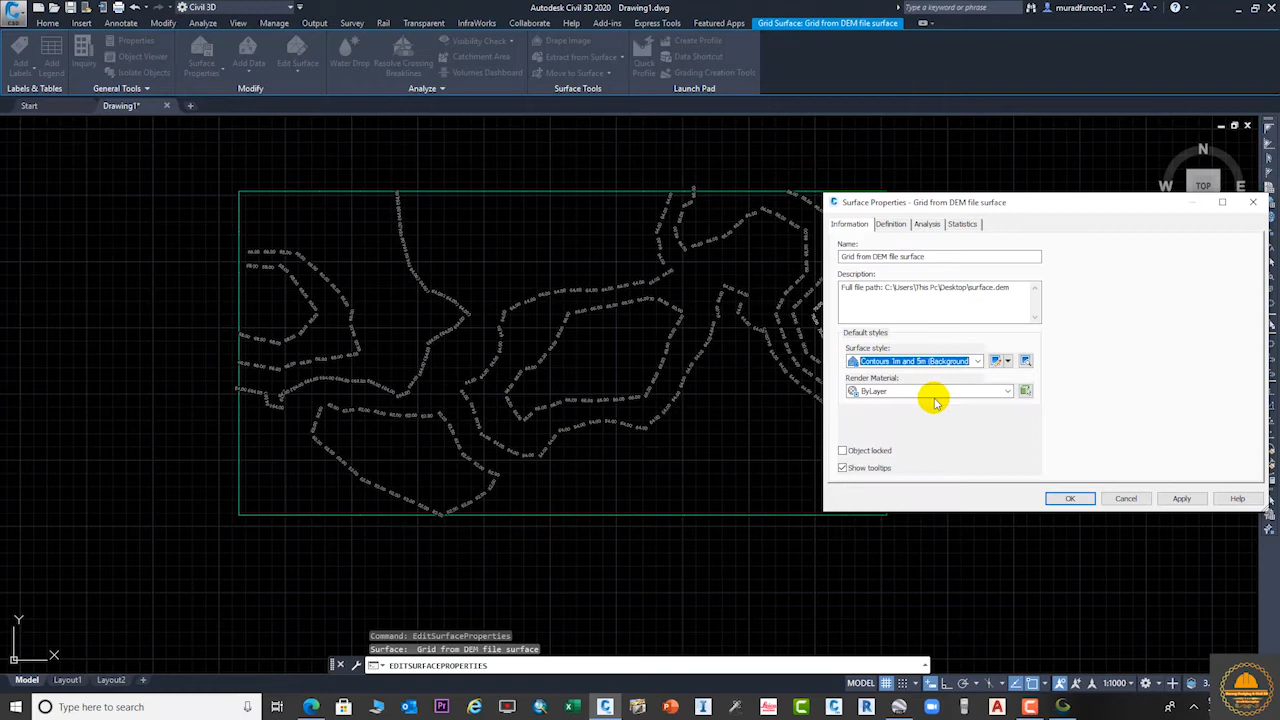 Civil 3D
Autodesk Civil 3D 2020 Drawing1.dwg
Type a keyword or phrase
muradfarooq1...
Home Insert Annotate Modify Analyze View Manage Output Survey Rail Transparent InfraWorks Collaborate Help Add-ins Express Tools Featured Apps Grid Surface: Grid from DEM file surface
Add Labels
Add Legend
Inquiry
Properties
Object Viewer
Isolate Objects
Surface Properties
Add Data
Edit Surface
Water Drop
Resolve Crossing Breaklines
Visibility Check
Catchment Area
Volumes Dashboard
Drape Image
Extract from Surface
Move to Surface
Quick Profile
Create Profile
Data Shortcut
Grading Creation Tools
Labels & Tables General Tools Modify Analyze Surface Tools Launch Pad
Start Drawing1*
N
W TOP E
Surface Properties - Grid from DEM file surface
Information Definition Analysis Statistics
Name:
Grid from DEM file surface
Description:
Full file path: C:\Users\This Pc\Desktop\surface.dem
Default styles
Surface style:
Contours 1m and 5m (Background
Render Material:
ByLayer
Object locked
Show tooltips
OK Cancel Apply Help
Y
X
Command: EditSurfaceProperties
Surface: Grid from DEM file surface
EDITSURFACEPROPERTIES
Model Layout1 Layout2
MODEL 1:1000 3.
Type here to search